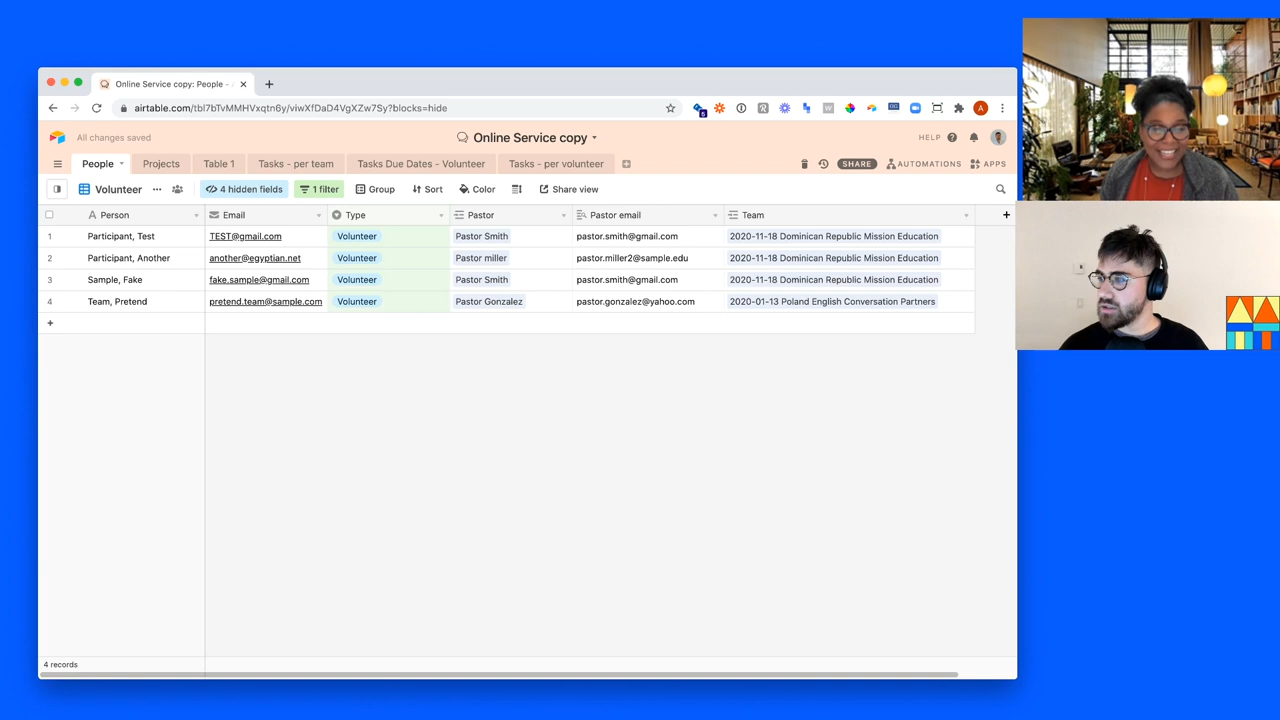 Online Service copy: People -
airtable.com/tbl7bTvMMHVxqtn6y/viwXfDaD4VgXZw7Sy?blocks=hide
5
A
All changes saved
Online Service copy
HELP
People
Projects
Table 1
Tasks - per team
Tasks Due Dates - Volunteer
Tasks - per volunteer
SHARE
AUTOMATIONS
APPS
Volunteer
4 hidden fields
1 filter
Group
Sort
Color
Share view
Person Email Type Pastor Pastor email Team
1 Participant, Test TEST@gmail.com Volunteer Pastor Smith pastor.smith@gmail.com 2020-11-18 Dominican Republic Mission Education
2 Participant, Another another@egyptian.net Volunteer Pastor miller pastor.miller2@sample.edu 2020-11-18 Dominican Republic Mission Education
3 Sample, Fake fake.sample@gmail.com Volunteer Pastor Smith pastor.smith@gmail.com 2020-11-18 Dominican Republic Mission Education
4 Team, Pretend pretend.team@sample.com Volunteer Pastor Gonzalez pastor.gonzalez@yahoo.com 2020-01-13 Poland English Conversation Partners
4 records